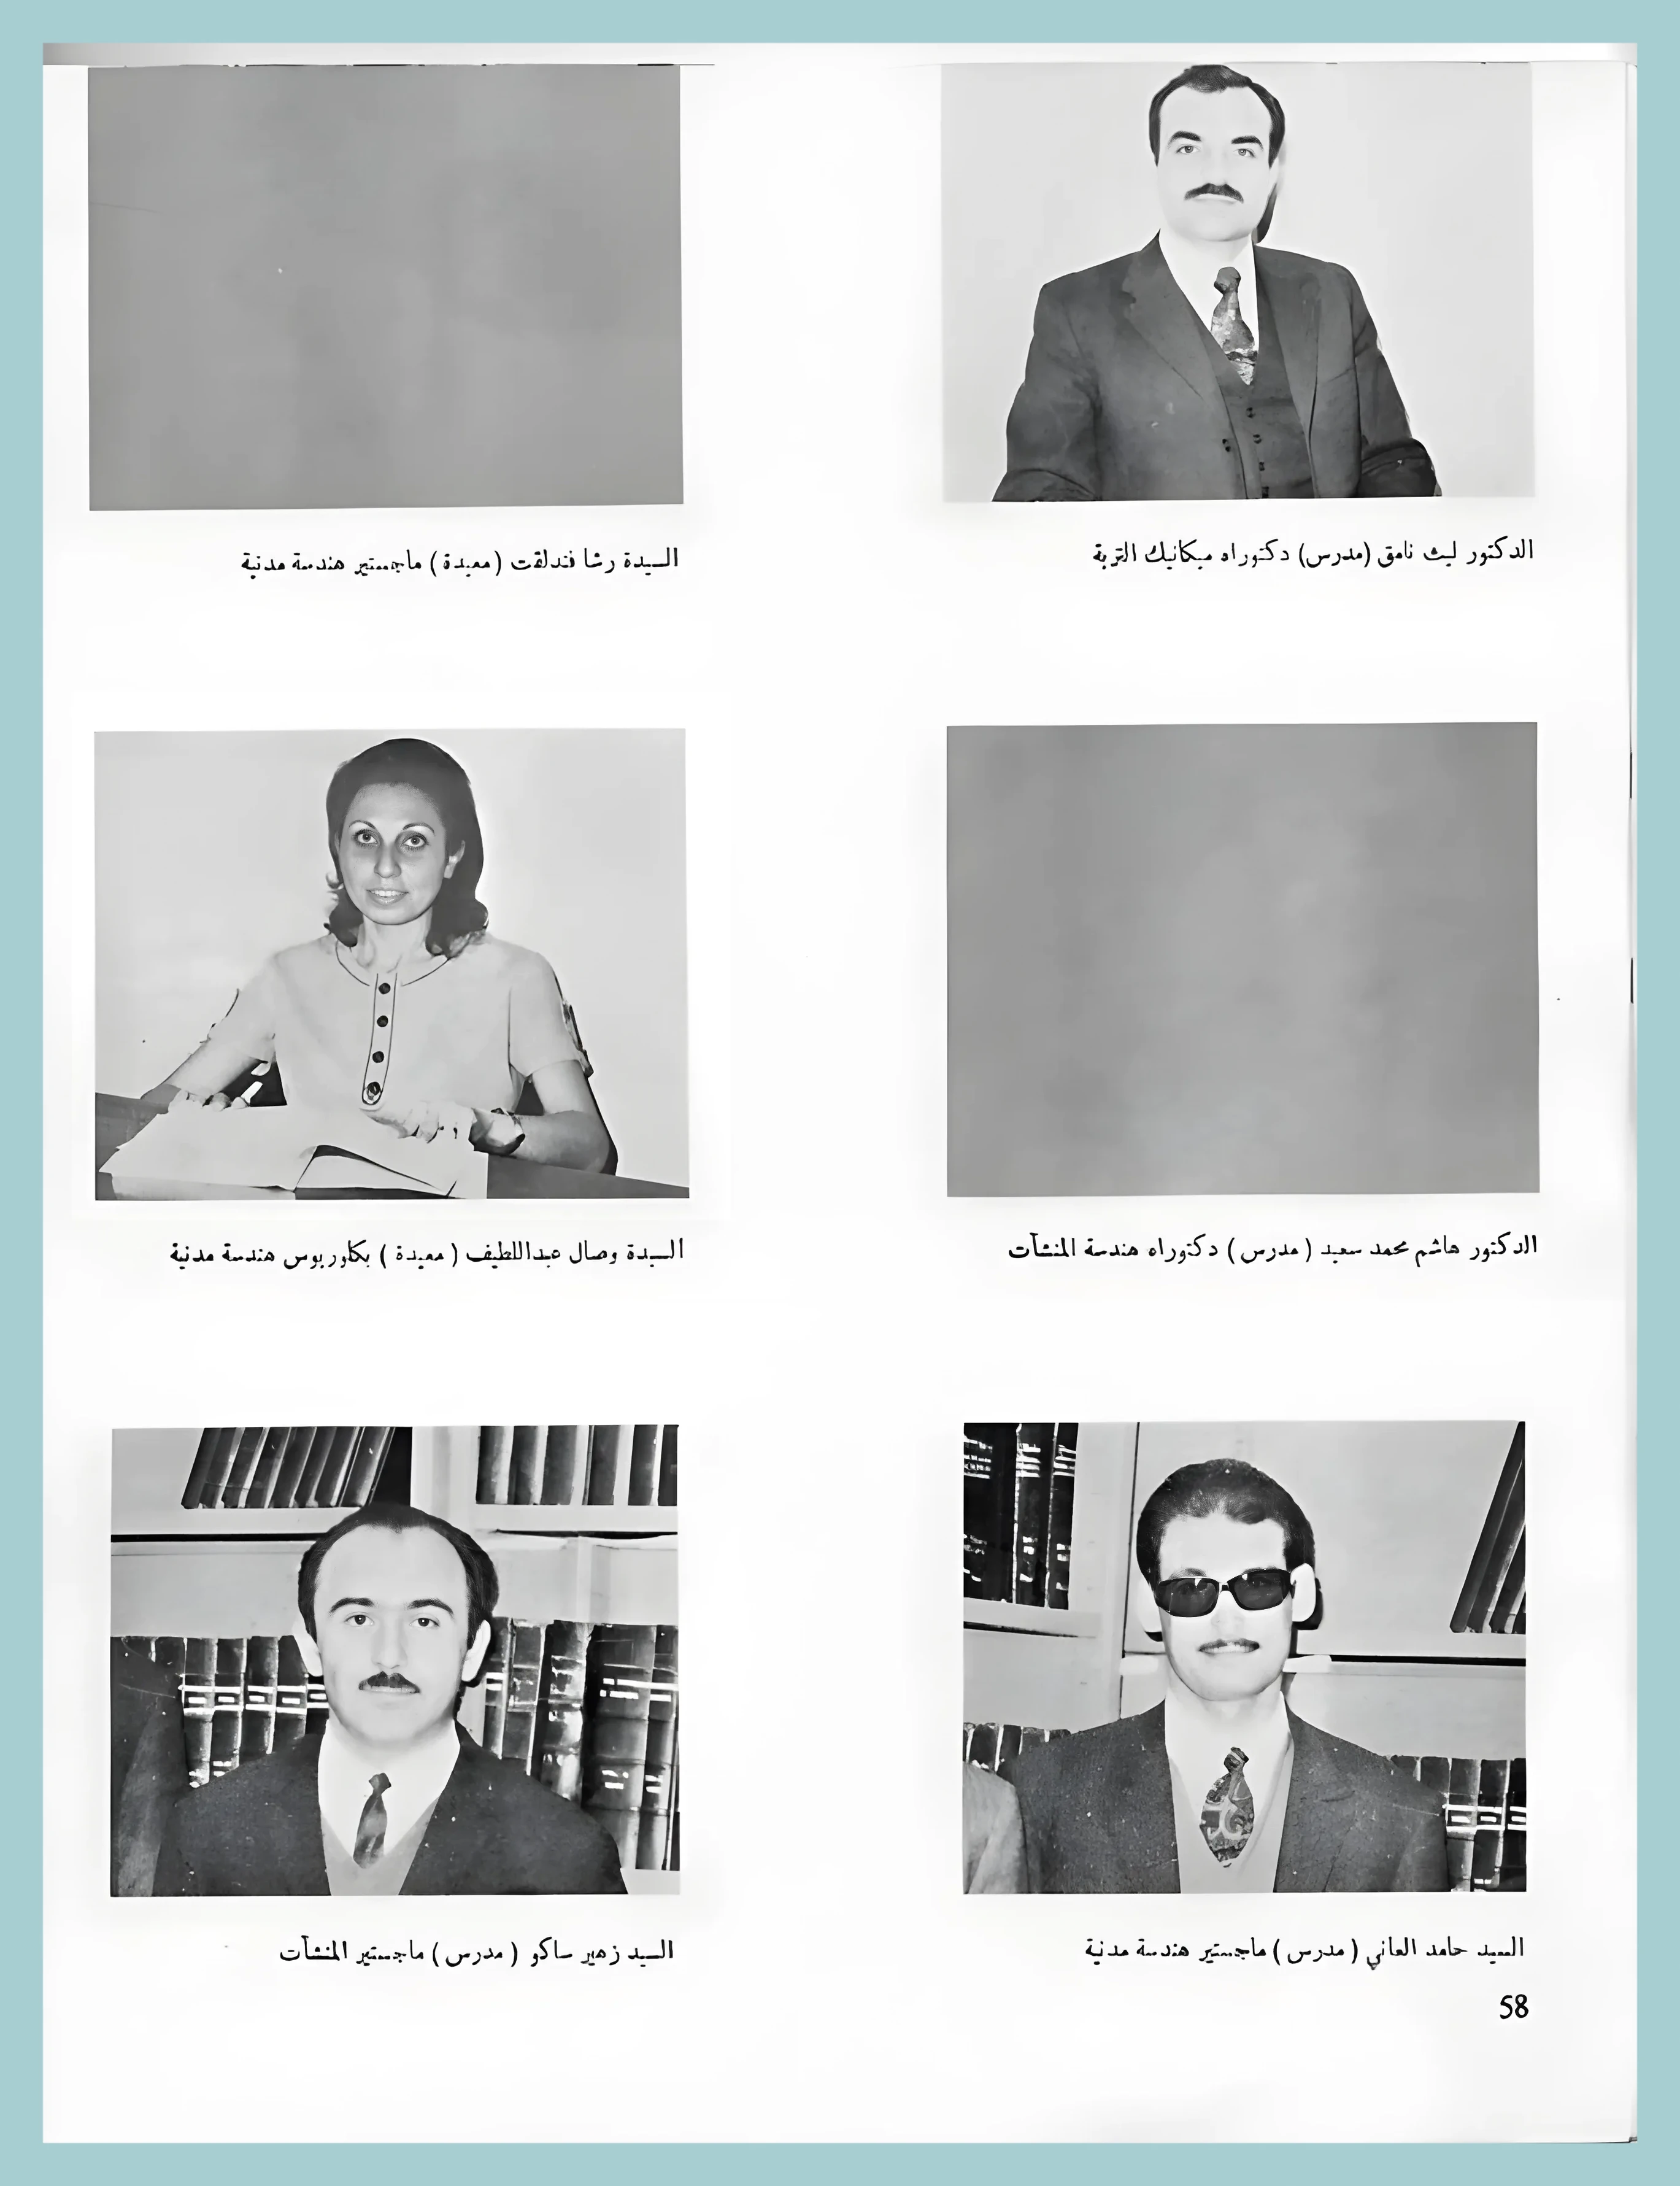 الدكتور ليث نامق (مدرس) دكتوراه ميكانيك التربة
السيدة رشا فندلقت (معيدة) ماجستير هندسة مدنية
الدكتور هاشم محمد سعيد (مدرس) دكتوراه هندسة المنشآت
السيدة وصال عبداللطيف (معيدة) بكلوريوس هندسة مدنية
السيد حامد العاني (مدرس) ماجستير هندسة مدنية
السيد زهير ساكو (مدرس) ماجستير المنشآت
58